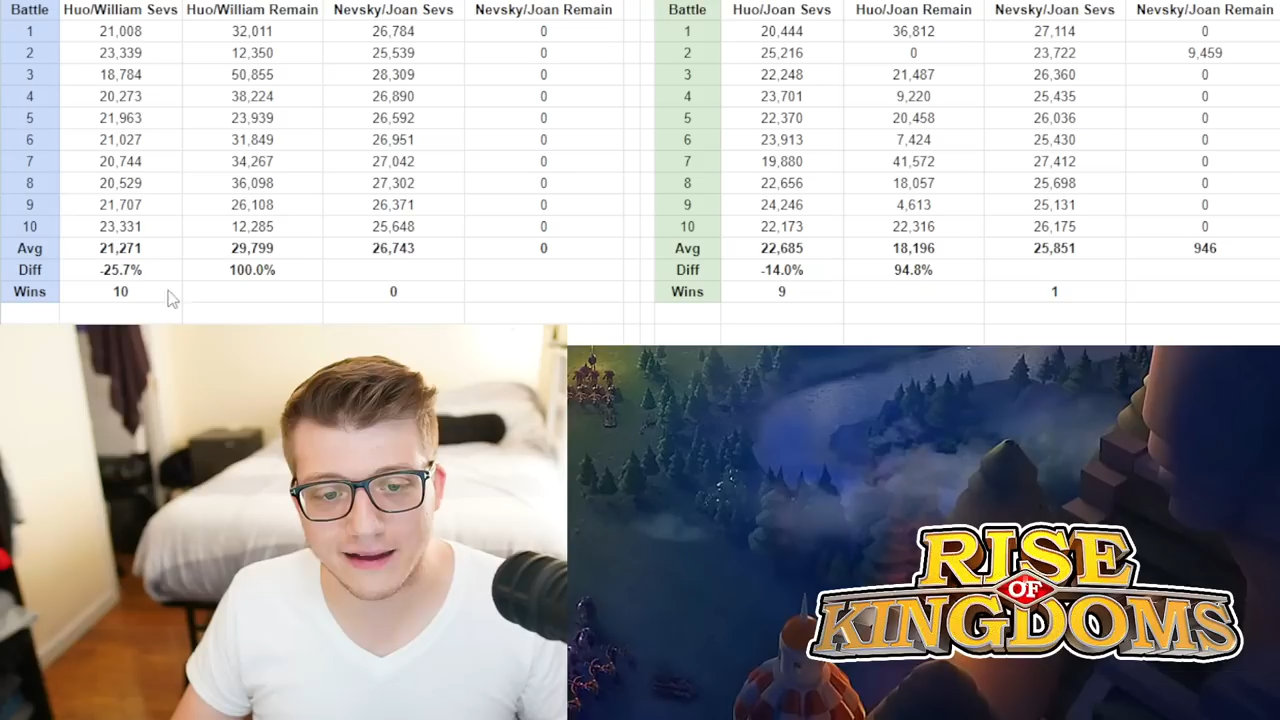 Battle Huo/William Sevs Huo/William Remain Nevsky/Joan Sevs Nevsky/Joan Remain
1 21,008 32,011 26,784 0
2 23,339 12,350 25,539 0
3 18,784 50,855 28,309 0
4 20,273 38,224 26,890 0
5 21,963 23,939 26,592 0
6 21,027 31,849 26,951 0
7 20,744 34,267 27,042 0
8 20,529 36,098 27,302 0
9 21,707 26,108 26,371 0
10 23,331 12,285 25,648 0
Avg 21,271 29,799 26,743 0
Diff -25.7% 100.0%
Wins 10 0
Battle Huo/Joan Sevs Huo/Joan Remain Nevsky/Joan Sevs Nevsky/Joan Remain
1 20,444 36,812 27,114 0
2 25,216 0 23,722 9,459
3 22,248 21,487 26,360 0
4 23,701 9,220 25,435 0
5 22,370 20,458 26,036 0
6 23,913 7,424 25,430 0
7 19,880 41,572 27,412 0
8 22,656 18,057 25,698 0
9 24,246 4,613 25,131 0
10 22,173 22,316 26,175 0
Avg 22,685 18,196 25,851 946
Diff -14.0% 94.8%
Wins 9 1
RISE
OF
KINGDOMS